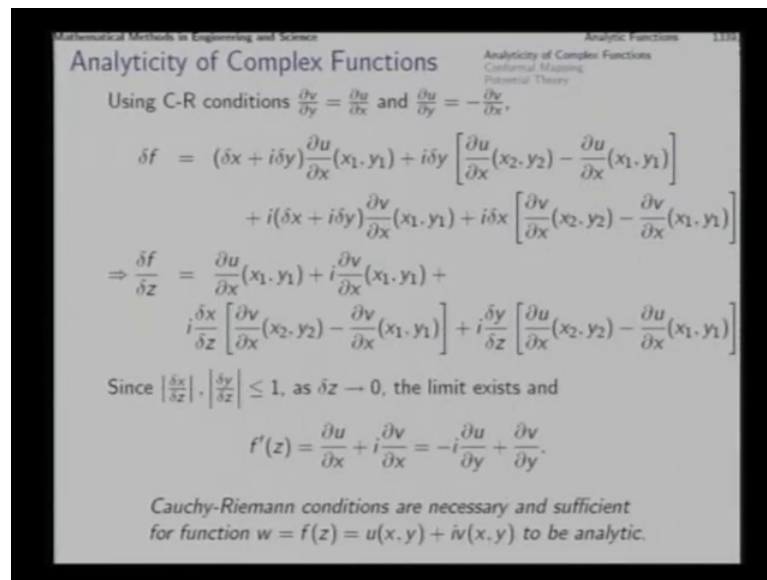 Mathematical Methods in Engineering and Science Analytic Functions
Analyticity of Complex Functions
Analyticity of Complex Functions
Conformal Mapping
Potential Theory
Using C-R conditions ∂v/∂y = ∂u/∂x and ∂u/∂y = −∂v/∂x,
δf = (δx + iδy) ∂u/∂x (x₁, y₁) + iδy [∂u/∂x (x₂, y₂) − ∂u/∂x (x₁, y₁)]
+ i(δx + iδy) ∂v/∂x (x₁, y₁) + iδx [∂v/∂x (x₂, y₂) − ∂v/∂x (x₁, y₁)]
⇒ δf/δz = ∂u/∂x (x₁, y₁) + i ∂v/∂x (x₁, y₁) +
i δx/δz [∂v/∂x (x₂, y₂) − ∂v/∂x (x₁, y₁)] + i δy/δz [∂u/∂x (x₂, y₂) − ∂u/∂x (x₁, y₁)]
Since |δx/δz|, |δy/δz| ≤ 1, as δz → 0, the limit exists and
f′(z) = ∂u/∂x + i ∂v/∂x = −i ∂u/∂y + ∂v/∂y.
Cauchy-Riemann conditions are necessary and sufficient
for function w = f(z) = u(x, y) + iv(x, y) to be analytic.